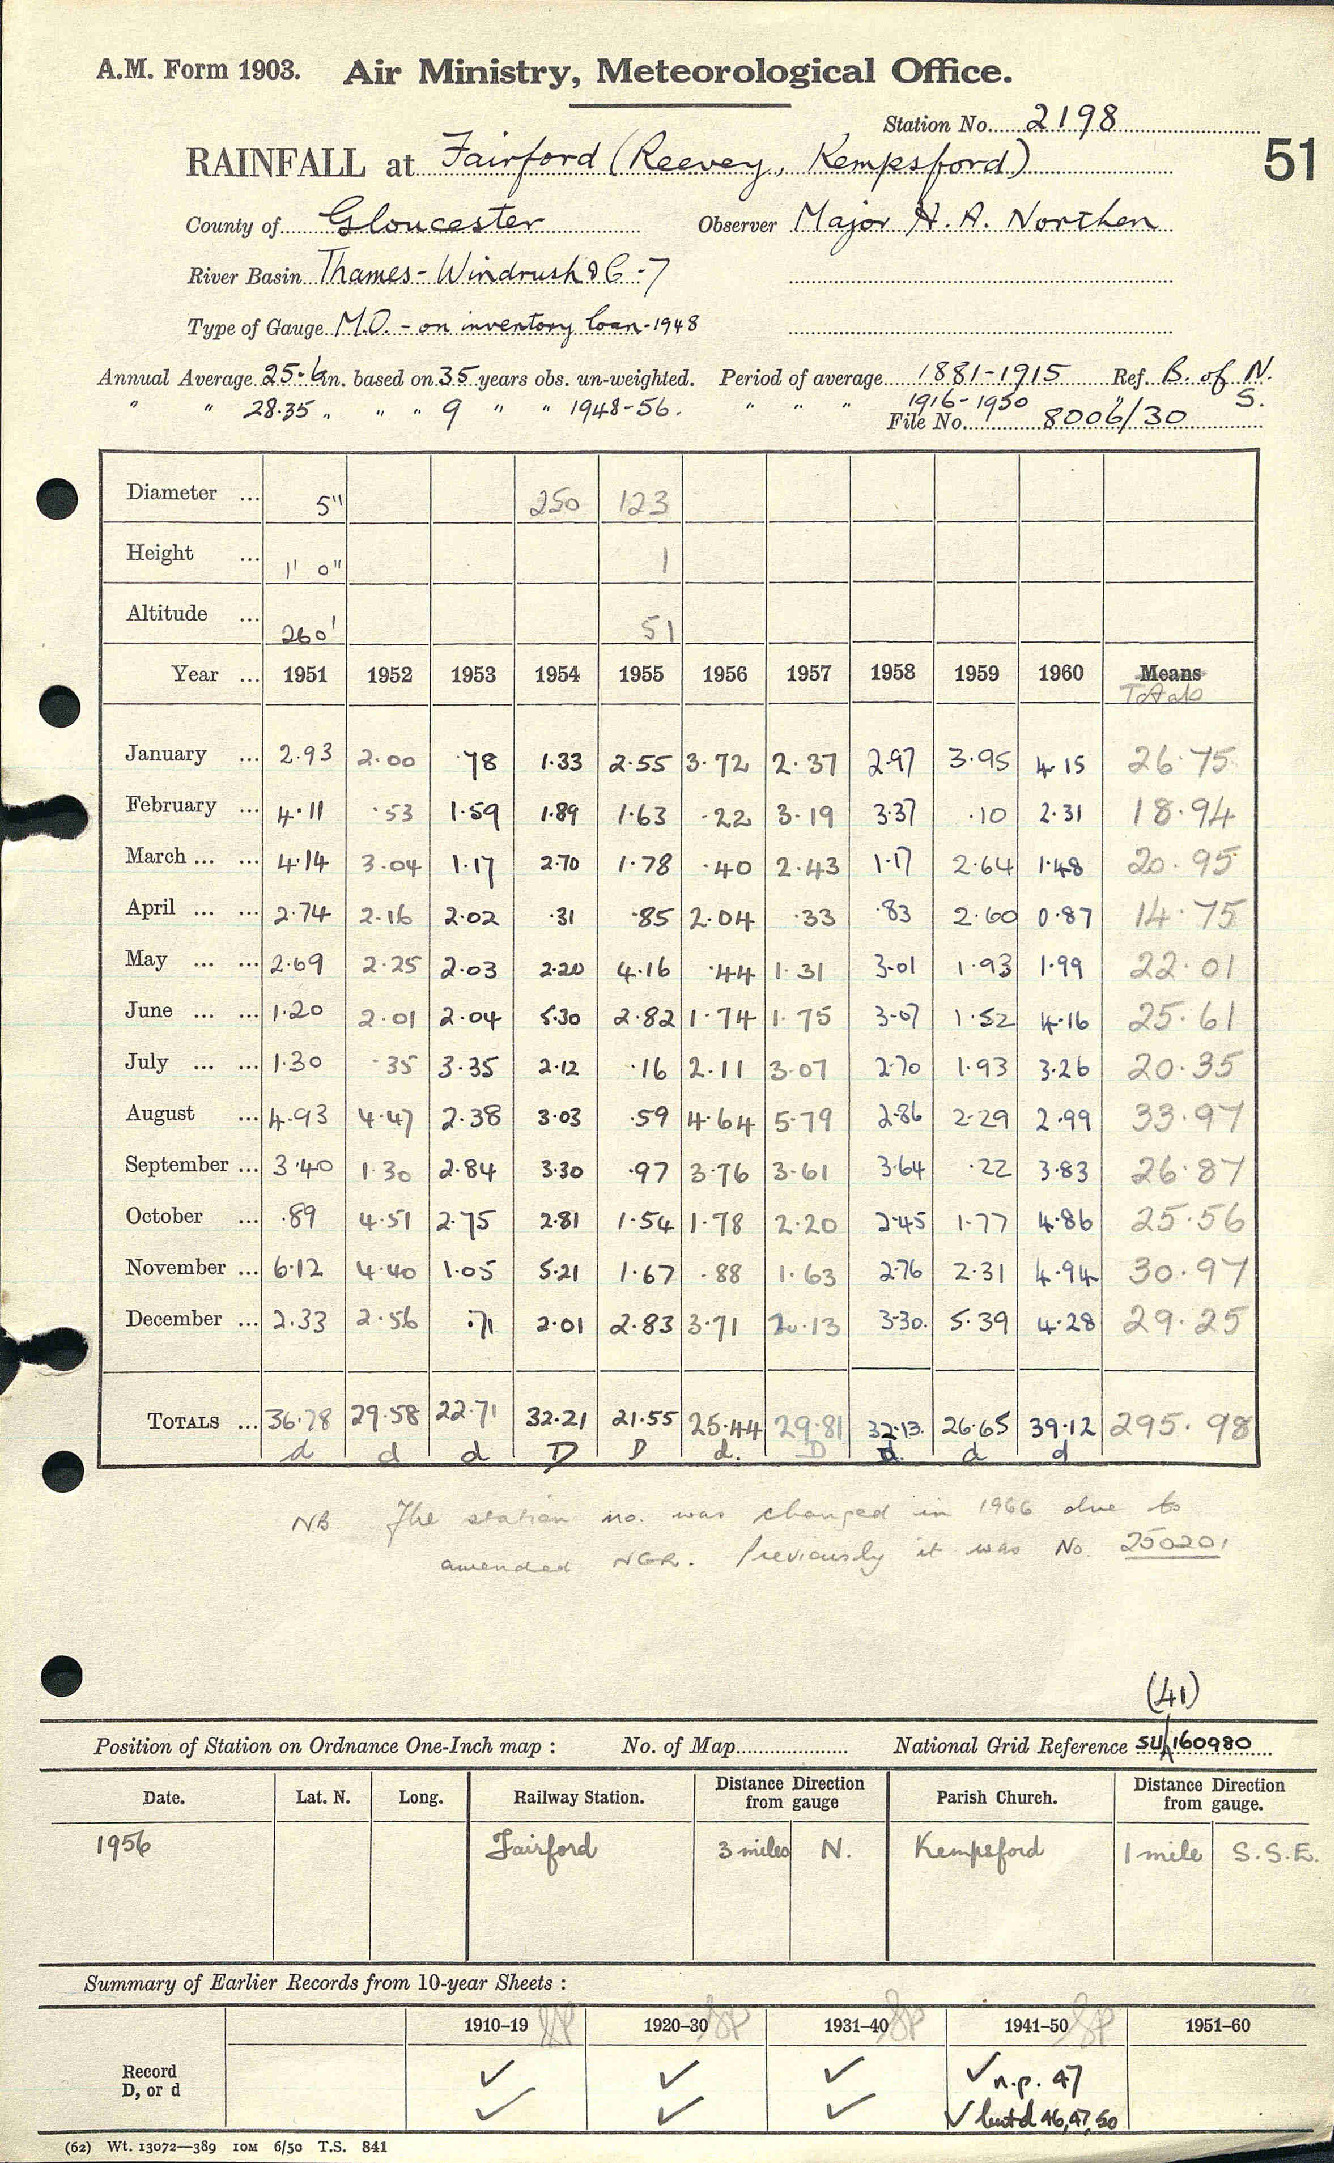 A.M. Form 1903. Air Ministry, Meteorological Office.
Station No. 2198
51
RAINFALL at Fairford (Reevey, Kempsford)
County of Gloucester Observer Major H. A. Northen
River Basin Thames - Windrush & C - 7
Type of Gauge M.O. - on inventory loan - 1948
Annual Average 25.6 in. based on 35 years obs. un-weighted. Period of average 1881-1915 Ref. B. of N.
" " 28.35 " " " 9 " " 1948-56. " " " 1916-1950 S.
File No. 8006/30
Diameter ... 5" 250 123
Height ... 1' 0" 1
Altitude ... 260' 51
Year ... 1951 1952 1953 1954 1955 1956 1957 1958 1959 1960 Means
Totals
January ... 2.93 2.00 .78 1.33 2.55 3.72 2.37 2.97 3.95 4.15 26.75
February ... 4.11 .53 1.59 1.89 1.63 .22 3.19 3.37 .10 2.31 18.94
March ... ... 4.14 3.04 1.17 2.70 1.78 .40 2.43 1.17 2.64 1.48 20.95
April ... ... 2.74 2.16 2.02 .31 .85 2.04 .33 .83 2.60 0.87 14.75
May ... ... 2.69 2.25 2.03 2.20 4.16 .44 1.31 3.01 1.93 1.99 22.01
June ... ... 1.20 2.01 2.04 5.30 2.82 1.74 1.75 3.07 1.52 4.16 25.61
July ... ... 1.30 .35 3.35 2.12 .16 2.11 3.07 2.70 1.93 3.26 20.35
August ... 4.93 4.47 2.38 3.03 .59 4.64 5.79 2.86 2.29 2.99 33.97
September ... 3.40 1.30 2.84 3.30 .97 3.76 3.61 3.64 .22 3.83 26.87
October ... .89 4.51 2.75 2.81 1.54 1.78 2.20 2.45 1.77 4.86 25.56
November ... 6.12 4.40 1.05 5.21 1.67 .88 1.63 2.76 2.31 4.94 30.97
December ... 2.33 2.56 .71 2.01 2.83 3.71 2.13 3.30. 5.39 4.28 29.25
TOTALS ... 36.78 29.58 22.71 32.21 21.55 25.44 29.81 32.13. 26.65 39.12 295.98
d d d D D d. D d. d d
NB The station no. was changed in 1966 due to
amended NGR. Previously it was No. 250201
(41)
Position of Station on Ordnance One-Inch map : No. of Map National Grid Reference SU/160980
Date. Lat. N. Long. Railway Station. Distance from gauge Direction Parish Church. Distance from gauge. Direction
1956 Fairford 3 miles N. Kempsford 1 mile S.S.E.
Summary of Earlier Records from 10-year Sheets :
1910–19 1920–30 1931–40 1941–50 1951–60
Record ✓ ✓ ✓ ✓ n.p. 47
D, or d ✓ ✓ ✓ ✓ but d 46, 47, 50
(62) Wt. 13072—389 IOM 6/50 T.S. 841